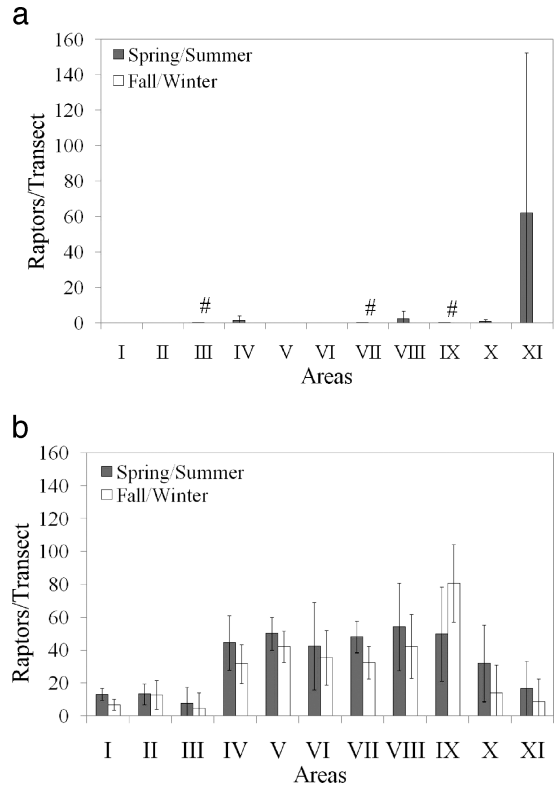 a
160
140
120
100
80
60
40
20
0
Raptors/Transect
Spring/Summer
Fall/Winter
# # #
I II III IV V VI VII VIII IX X XI
Areas
b
160
140
120
100
80
60
40
20
0
Raptors/Transect
Spring/Summer
Fall/Winter
I II III IV V VI VII VIII IX X XI
Areas